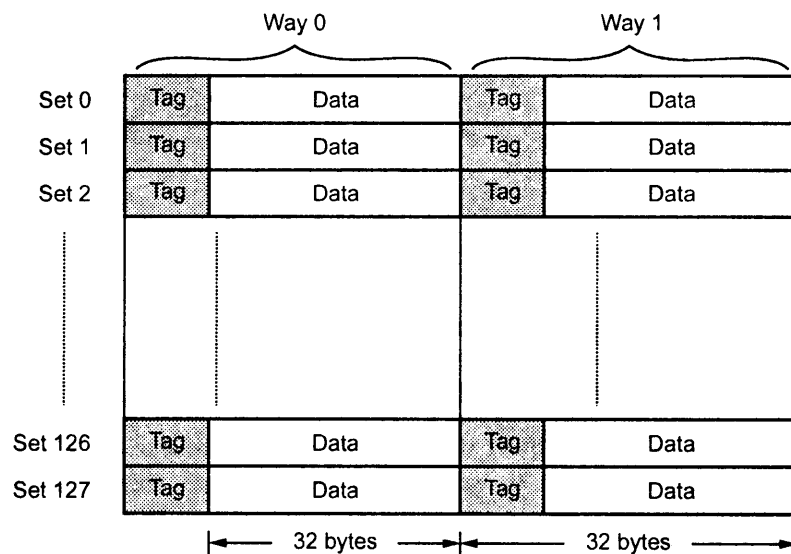 Way 0 Way 1
Set 0 Tag Data Tag Data
Set 1 Tag Data Tag Data
Set 2 Tag Data Tag Data
Set 126 Tag Data Tag Data
Set 127 Tag Data Tag Data
32 bytes 32 bytes